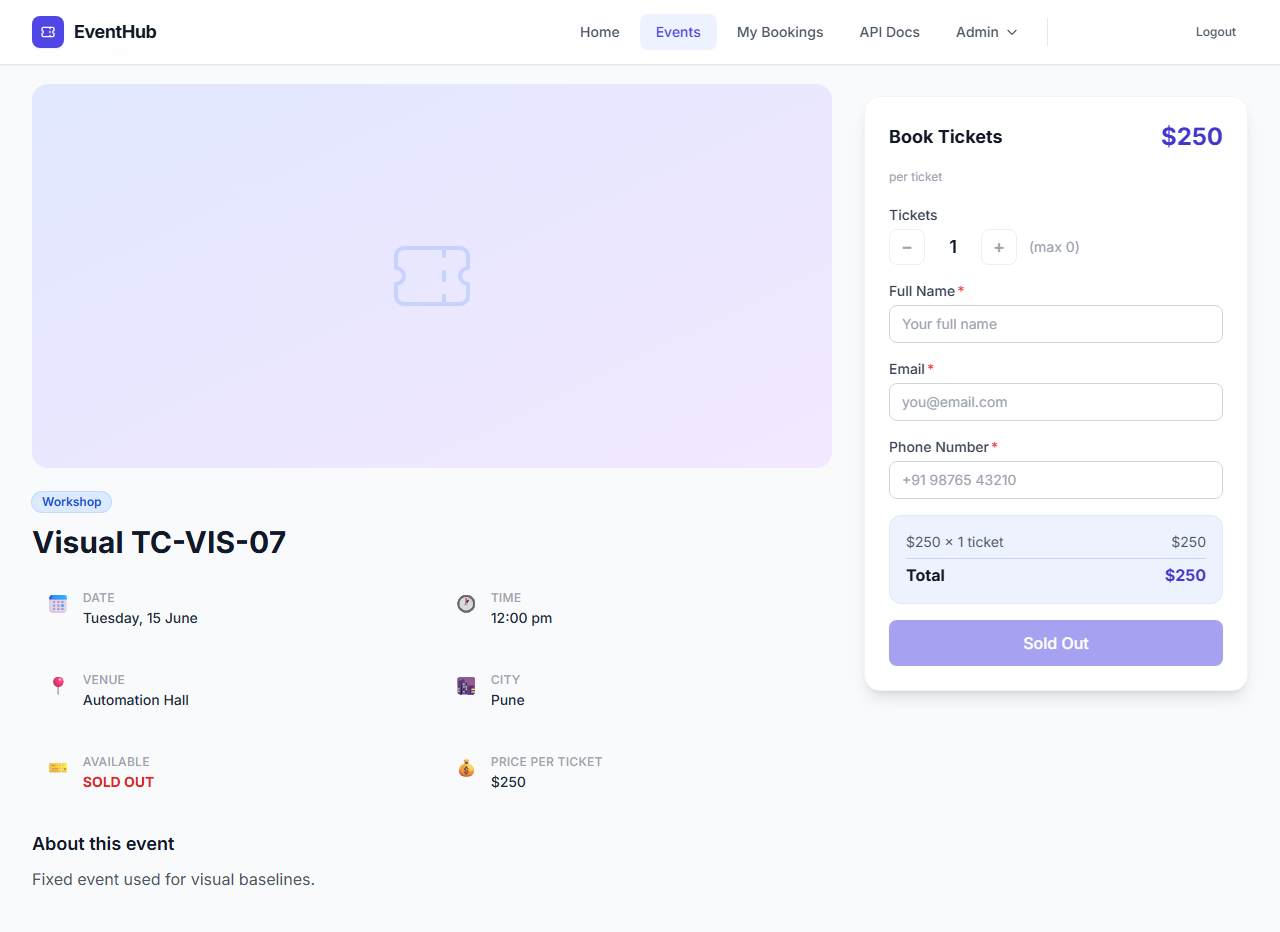 EventHub
Home
Events
My Bookings
API Docs
Admin
Logout
Workshop
Visual TC-VIS-07
DATE
Tuesday, 15 June
TIME
12:00 pm
VENUE
Automation Hall
CITY
Pune
AVAILABLE
SOLD OUT
PRICE PER TICKET
$250
About this event
Fixed event used for visual baselines.
Book Tickets
$250
per ticket
Tickets
− 1 + (max 0)
Full Name *
Your full name
Email *
you@email.com
Phone Number *
+91 98765 43210
$250 × 1 ticket $250
Total $250
Sold Out